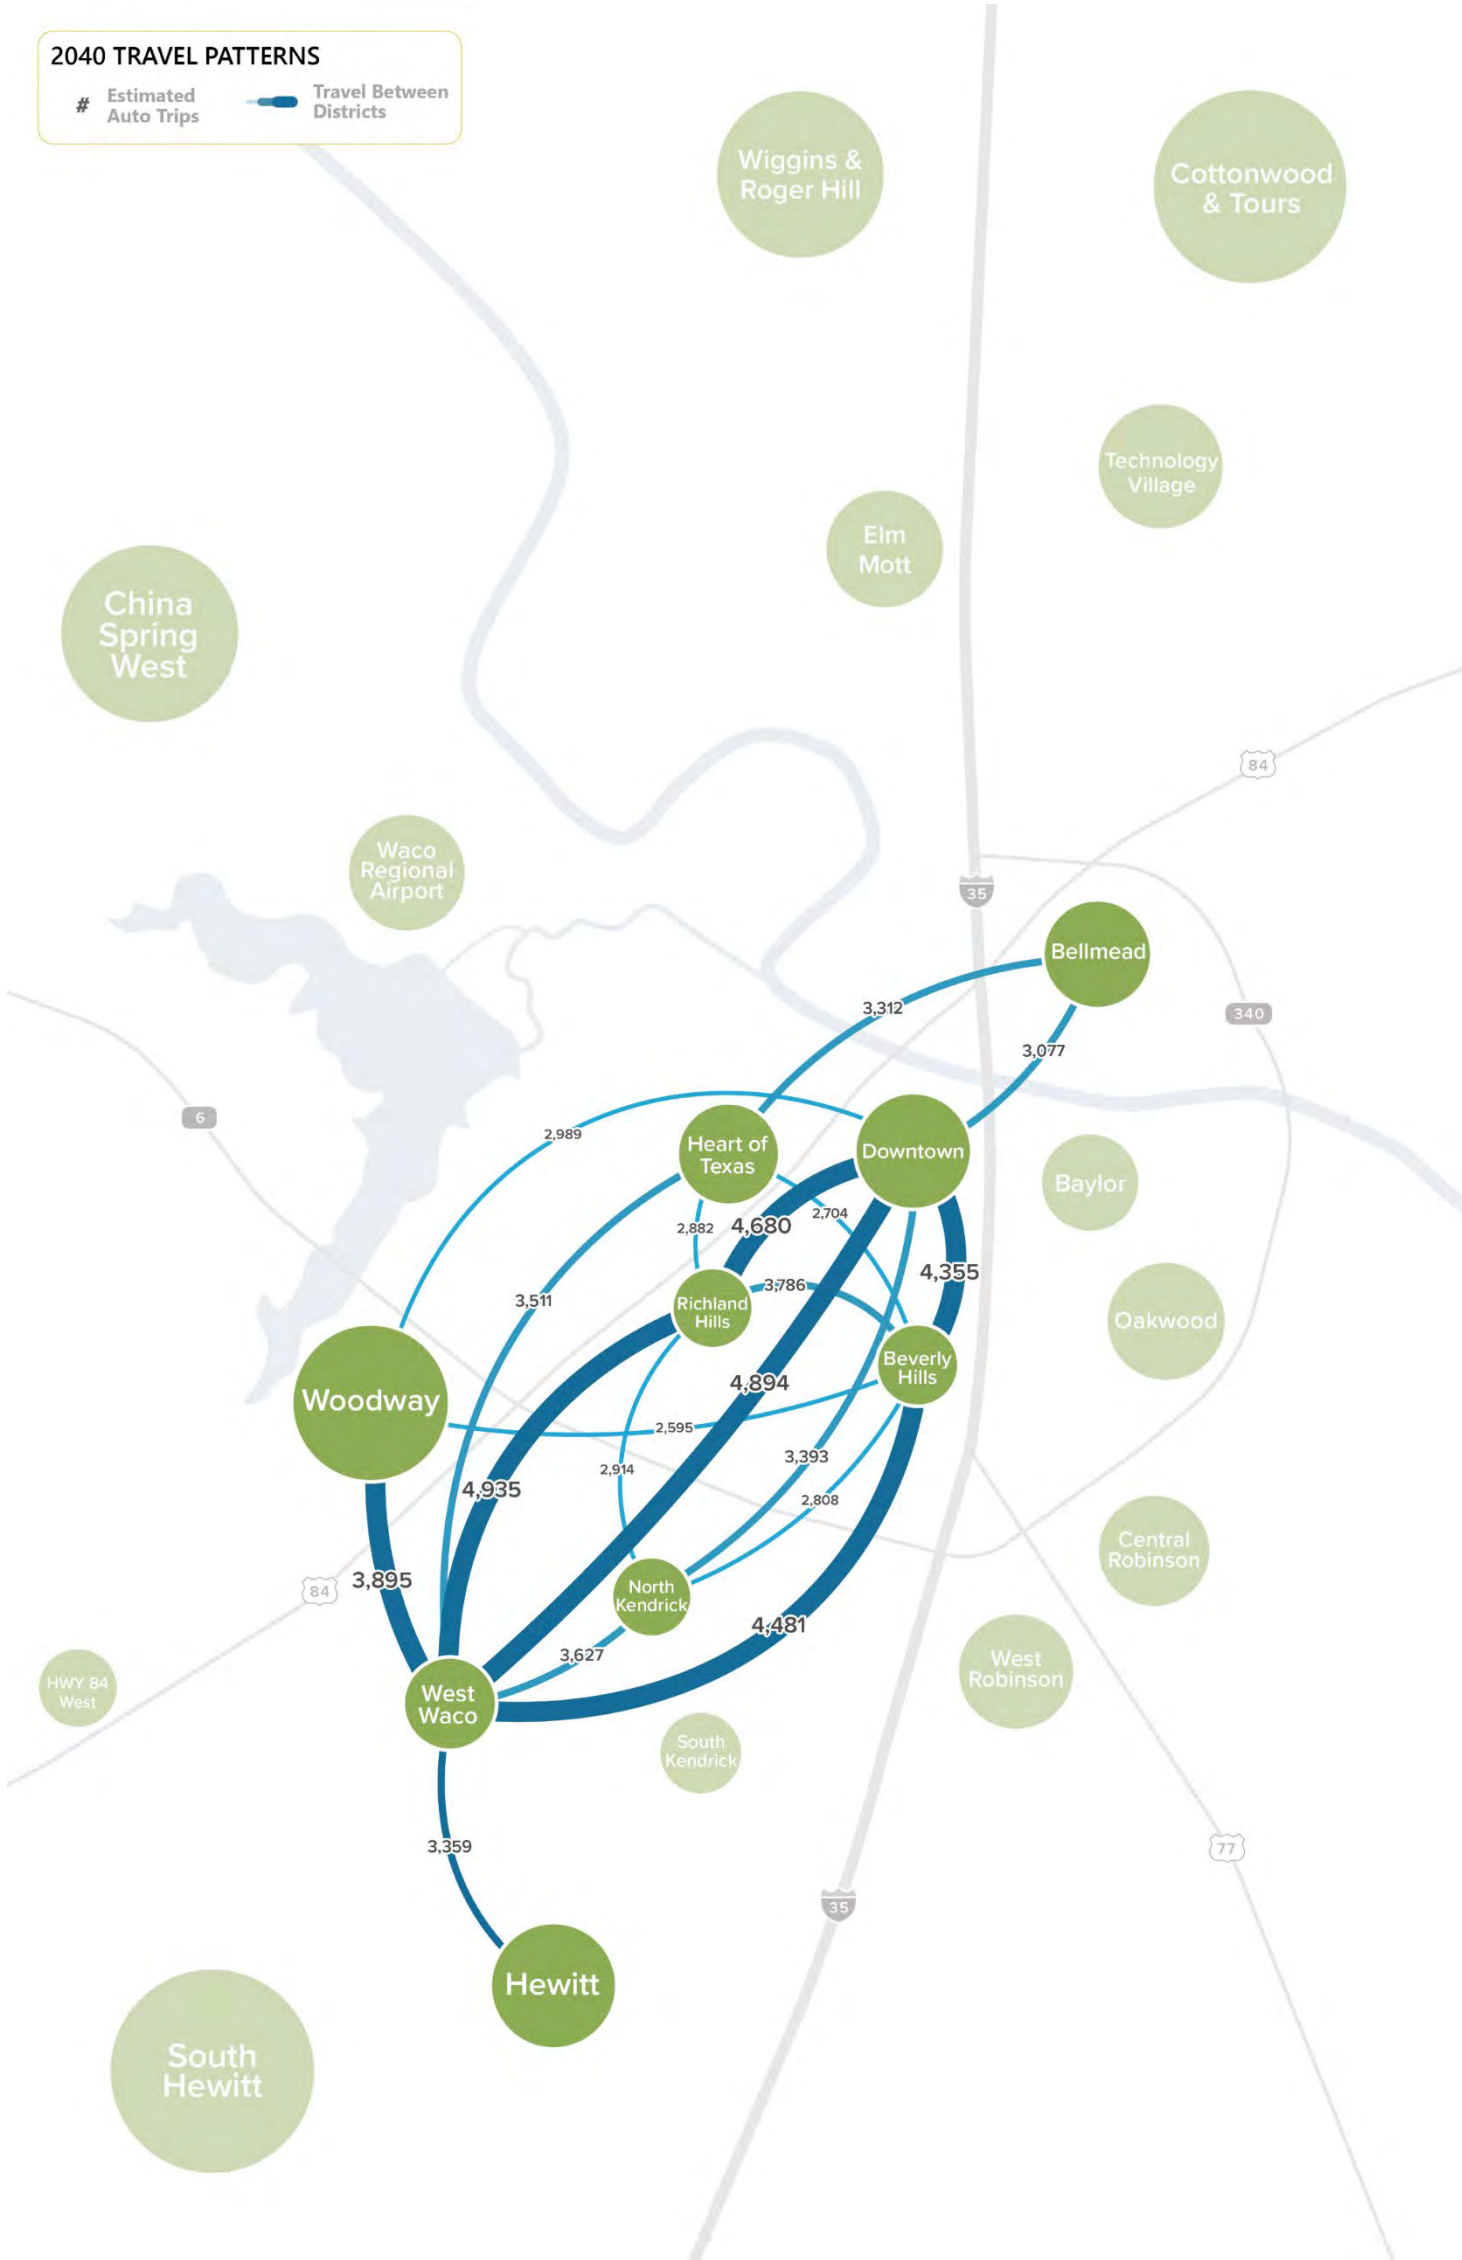 2040 TRAVEL PATTERNS
# Estimated
Auto Trips
Travel Between
Districts
Wiggins &
Roger Hill
Cottonwood
& Tours
Technology
Village
Elm
Mott
China
Spring
West
84
Waco
Regional
Airport
35
Bellmead
3,312
340
3,077
6
2,989
Heart of
Texas
Downtown
Baylor
2,882
4,680
2,704
4,355
3,786
3,511
Richland
Hills
Oakwood
Beverly
Hills
4,894
Woodway
2,595
3,393
2,914
4,935
2,808
Central
Robinson
3,895
84
North
Kendrick
4,481
3,627
West
Robinson
HWY 84
West
West
Waco
South
Kendrick
3,359
77
35
Hewitt
South
Hewitt